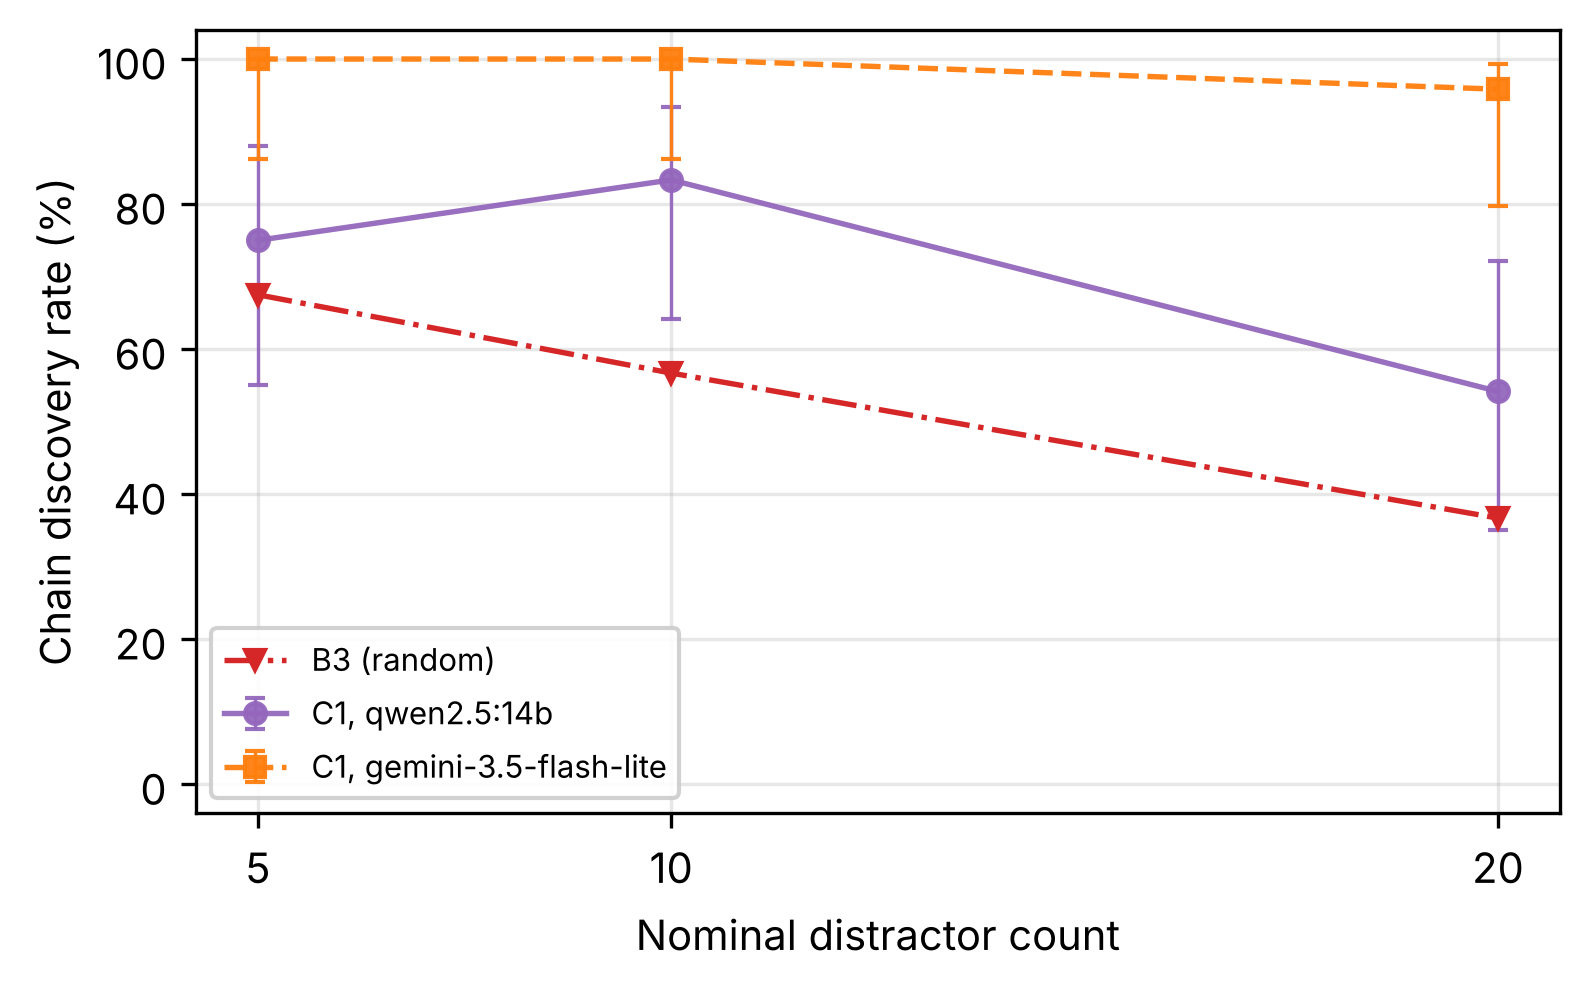 100
80
60
40
20
0
Chain discovery rate (%)
B3 (random)
C1, qwen2.5:14b
C1, gemini-3.5-flash-lite
5 10 20
Nominal distractor count